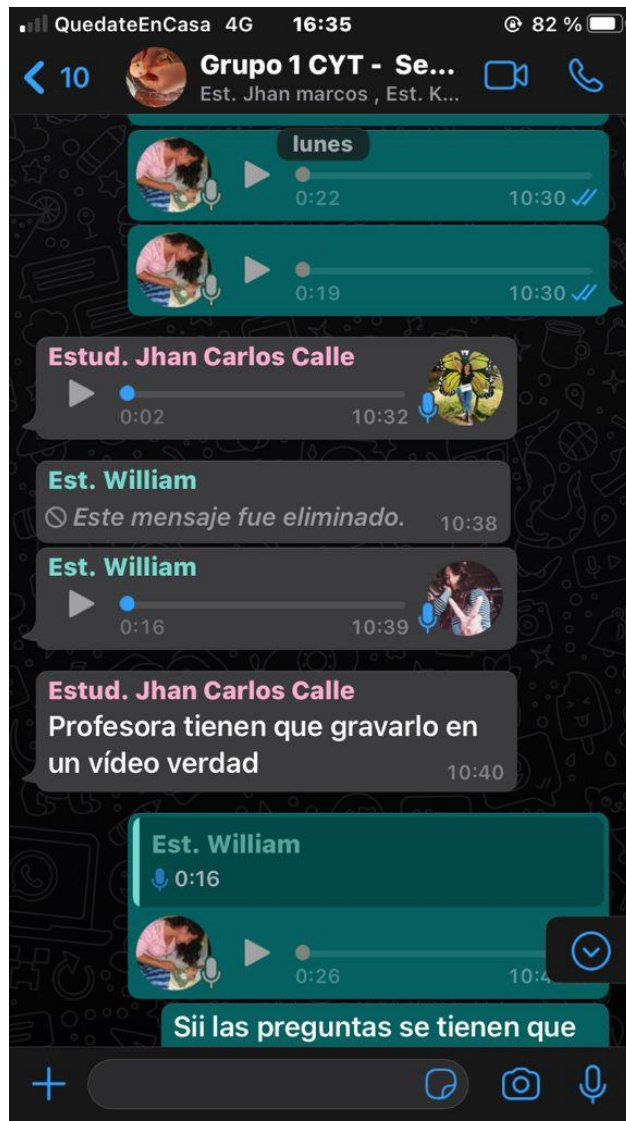 QuedateEnCasa 4G 16:35 82 %
10 Grupo 1 CYT - Se...
Est. Jhan marcos , Est. K...
lunes
0:22 10:30
0:19 10:30
Estud. Jhan Carlos Calle
0:02 10:32
Est. William
Este mensaje fue eliminado. 10:38
Est. William
0:16 10:39
Estud. Jhan Carlos Calle
Profesora tienen que gravarlo en
un vídeo verdad
10:40
Est. William
0:16
0:26 10:4
Sii las preguntas se tienen que